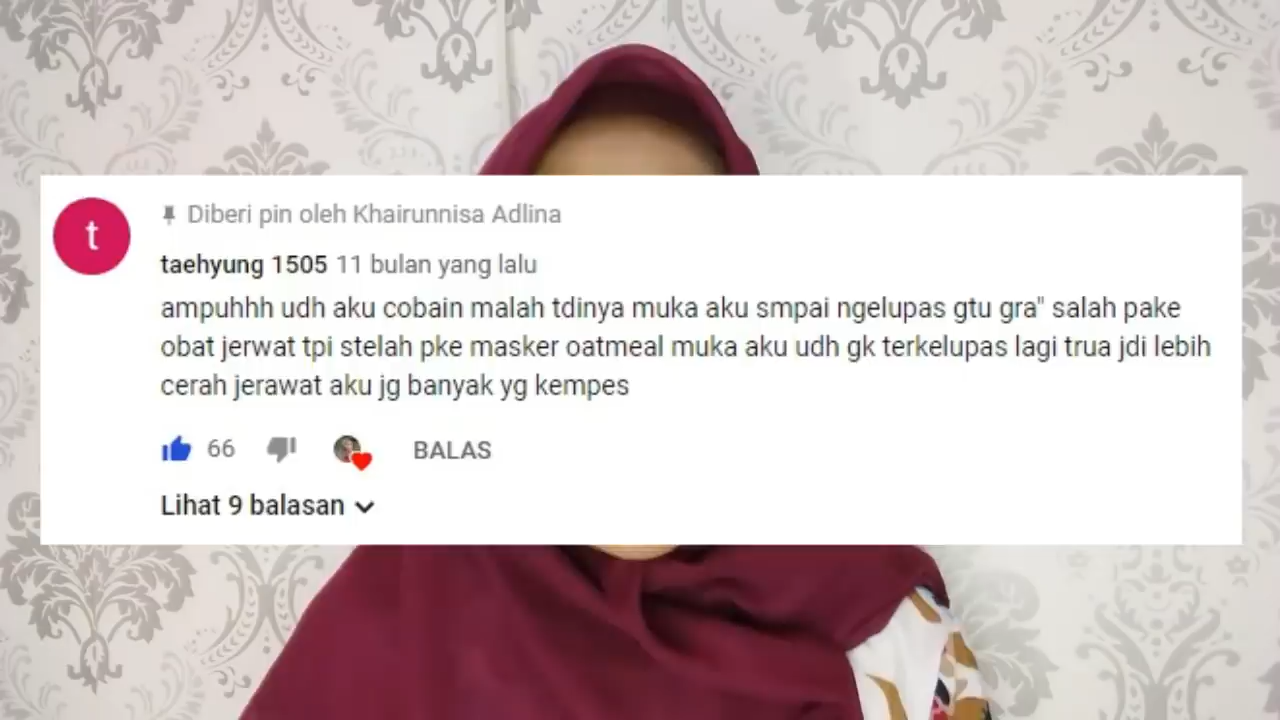 t
Diberi pin oleh Khairunnisa Adlina
taehyung 1505 11 bulan yang lalu
ampuhhh udh aku cobain malah tdinya muka aku smpai ngelupas gtu gra" salah pake
obat jerwat tpi stelah pke masker oatmeal muka aku udh gk terkelupas lagi trua jdi lebih
cerah jerawat aku jg banyak yg kempes
66
BALAS
Lihat 9 balasan